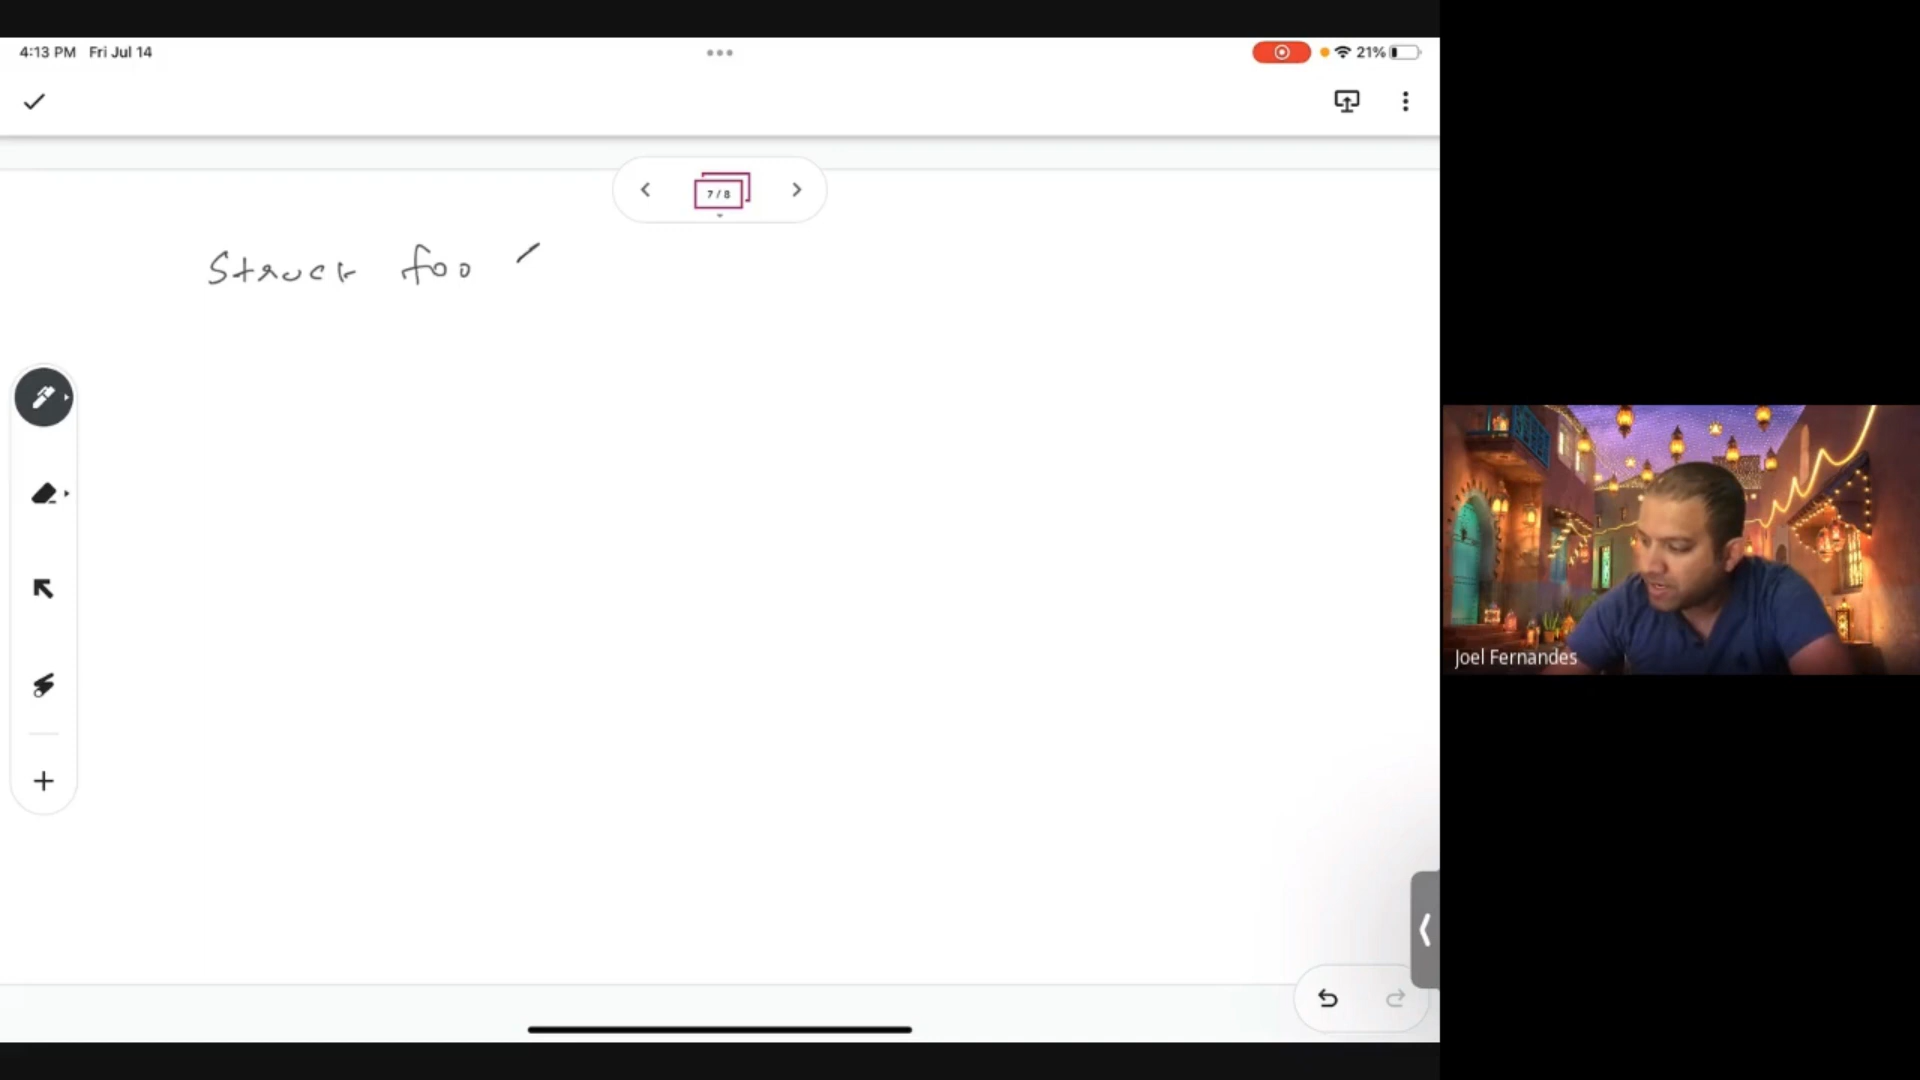 4:13 PM Fri Jul 14
21%
7 / 8
Struct foo
Joel Fernandes